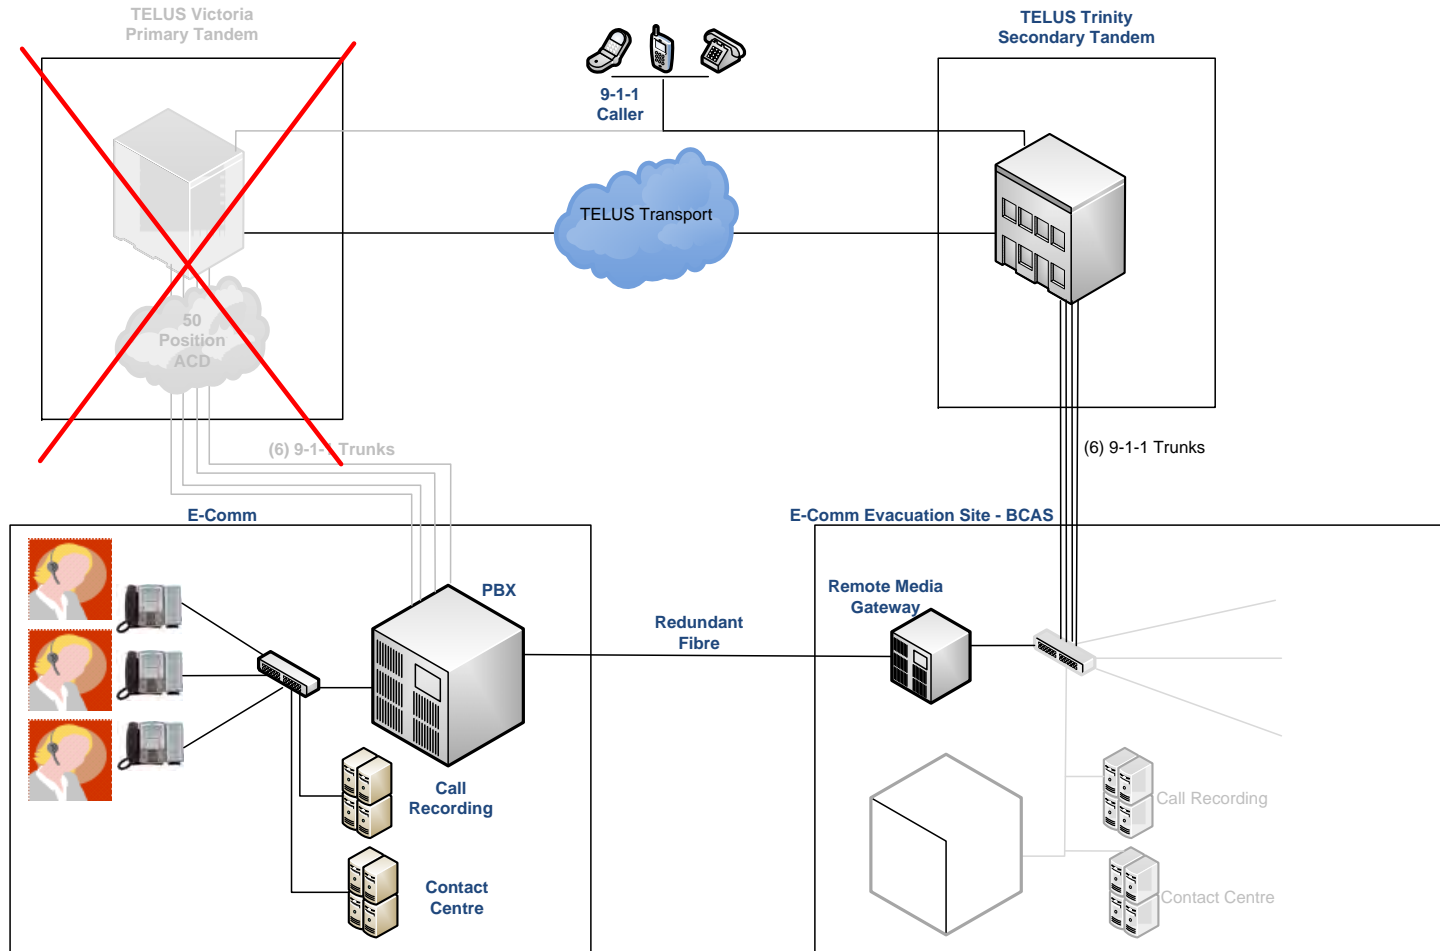 TELUS Victoria
Primary Tandem
TELUS Trinity
Secondary Tandem
9-1-1
Caller
TELUS Transport
50
Position
ACD
(6) 9-1-1 Trunks
(6) 9-1-1 Trunks
E-Comm
E-Comm Evacuation Site - BCAS
PBX
Remote Media
Gateway
Redundant
Fibre
Call
Recording
Call Recording
Contact
Centre
Contact Centre